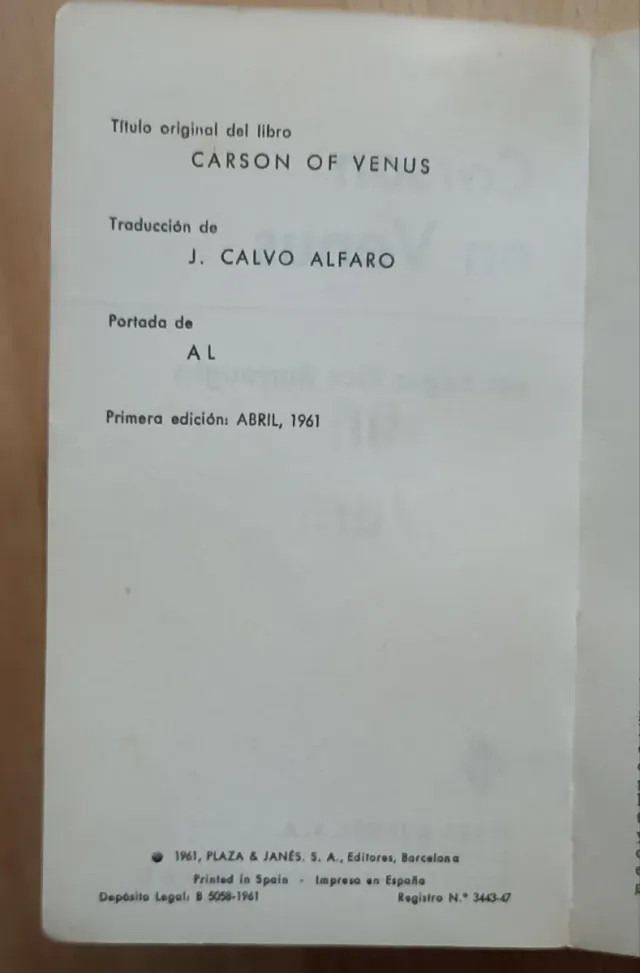 Título original del libro
CARSON OF VENUS
Traducción de
J. CALVO ALFARO
Portada de
AL
Primera edición: ABRIL, 1961
1961, PLAZA & JANÉS. S. A., Editores, Barcelona
Printed in Spain - Impreso en España
Depósito Legal: B 5058-1961 Registro N.° 3443-47